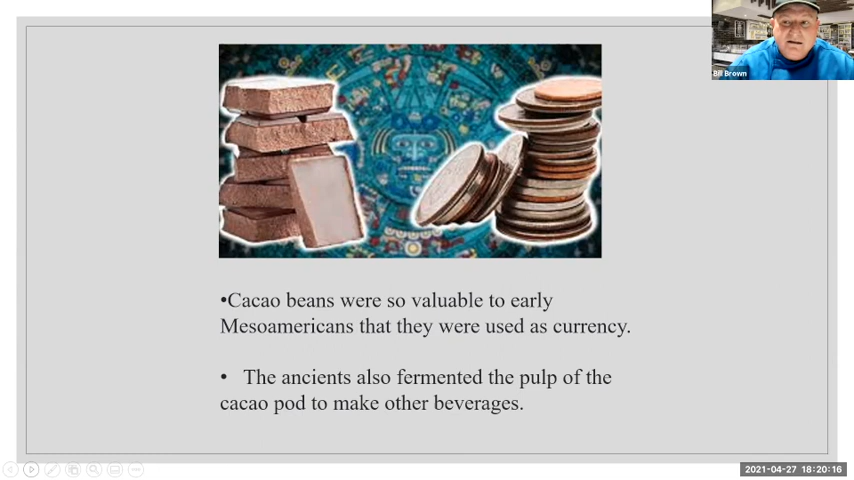 Bill Brown
•Cacao beans were so valuable to early
Mesoamericans that they were used as currency.
• The ancients also fermented the pulp of the
cacao pod to make other beverages.
2021-04-27 18:20:16